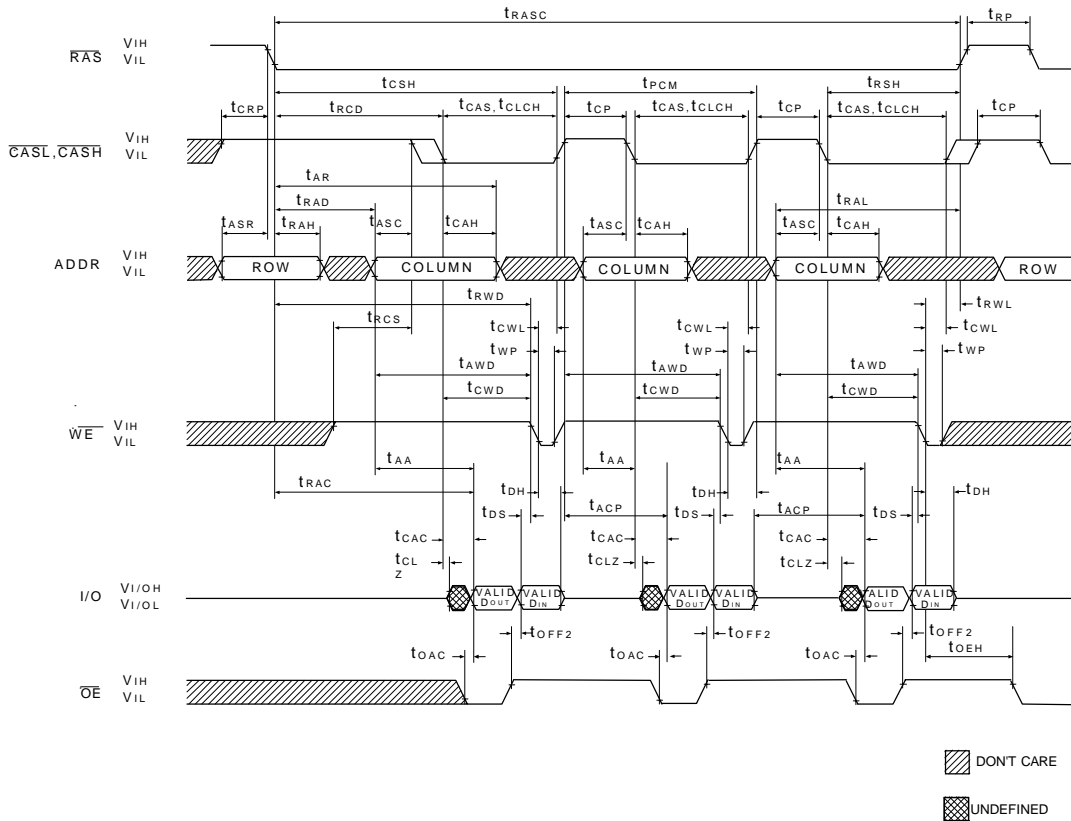 tRASC
tRP
RAS VIH
VIL
tCSH tPCM tRSH
tCRP tRCD tCAS, tCLCH tCP tCAS, tCLCH tCP tCAS, tCLCH tCP
CASL, CASH VIH
VIL
tAR
tRAD tRAL
tASR tRAH tASC tCAH tASC tCAH tASC tCAH
ADDR VIH
VIL
ROW COLUMN COLUMN COLUMN ROW
tRWD tRWL
tRCS tCWL tCWL tCWL
tWP tWP tWP
tAWD tAWD tAWD
tCWD tCWD tCWD
WE VIH
VIL
tAA tAA tAA
tRAC tDH tDH tDH
tDS tACP tDS tACP tDS
tCAC tCAC tCAC
tCL
Z
tCLZ tCLZ
I/O VI/OH
VI/OL
VALID DOUT VALID DIN VALID DOUT VALID DIN VALID DOUT VALID DIN
tOFF2 tOFF2 tOFF2
tOAC tOAC tOAC tOEH
OE VIH
VIL
DON'T CARE
UNDEFINED